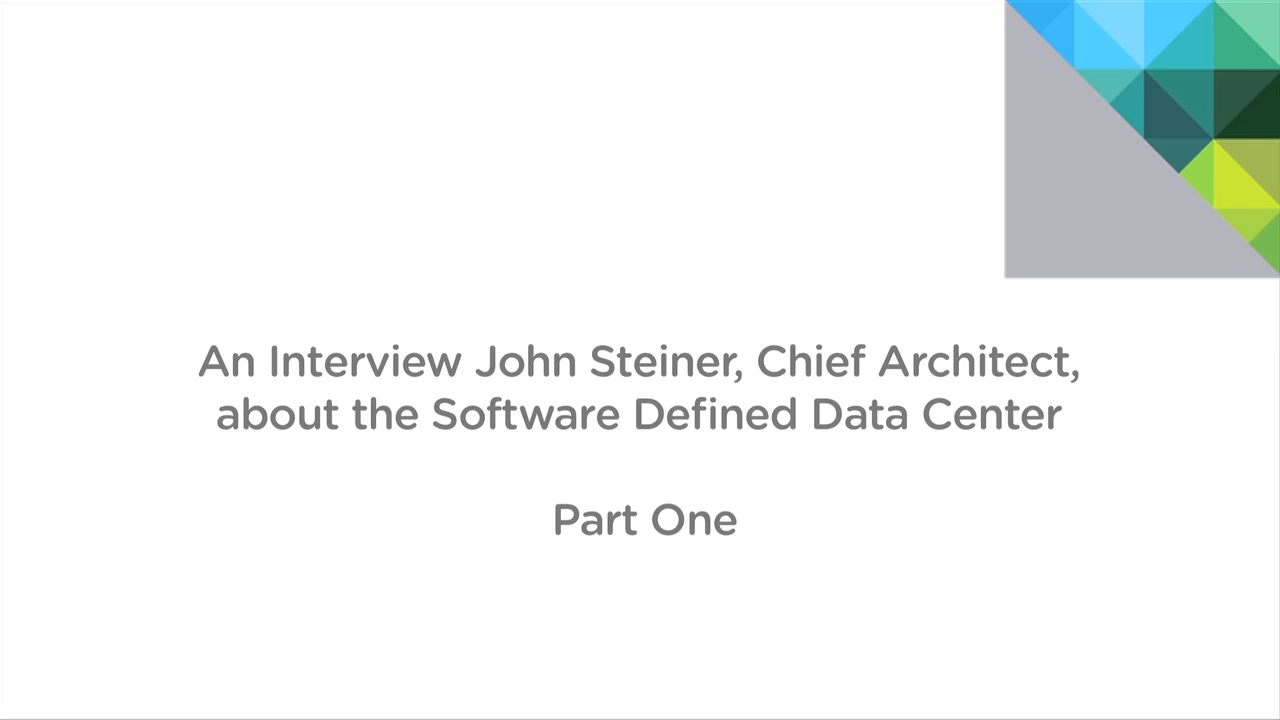 An Interview John Steiner, Chief Architect,
about the Software Defined Data Center
Part One